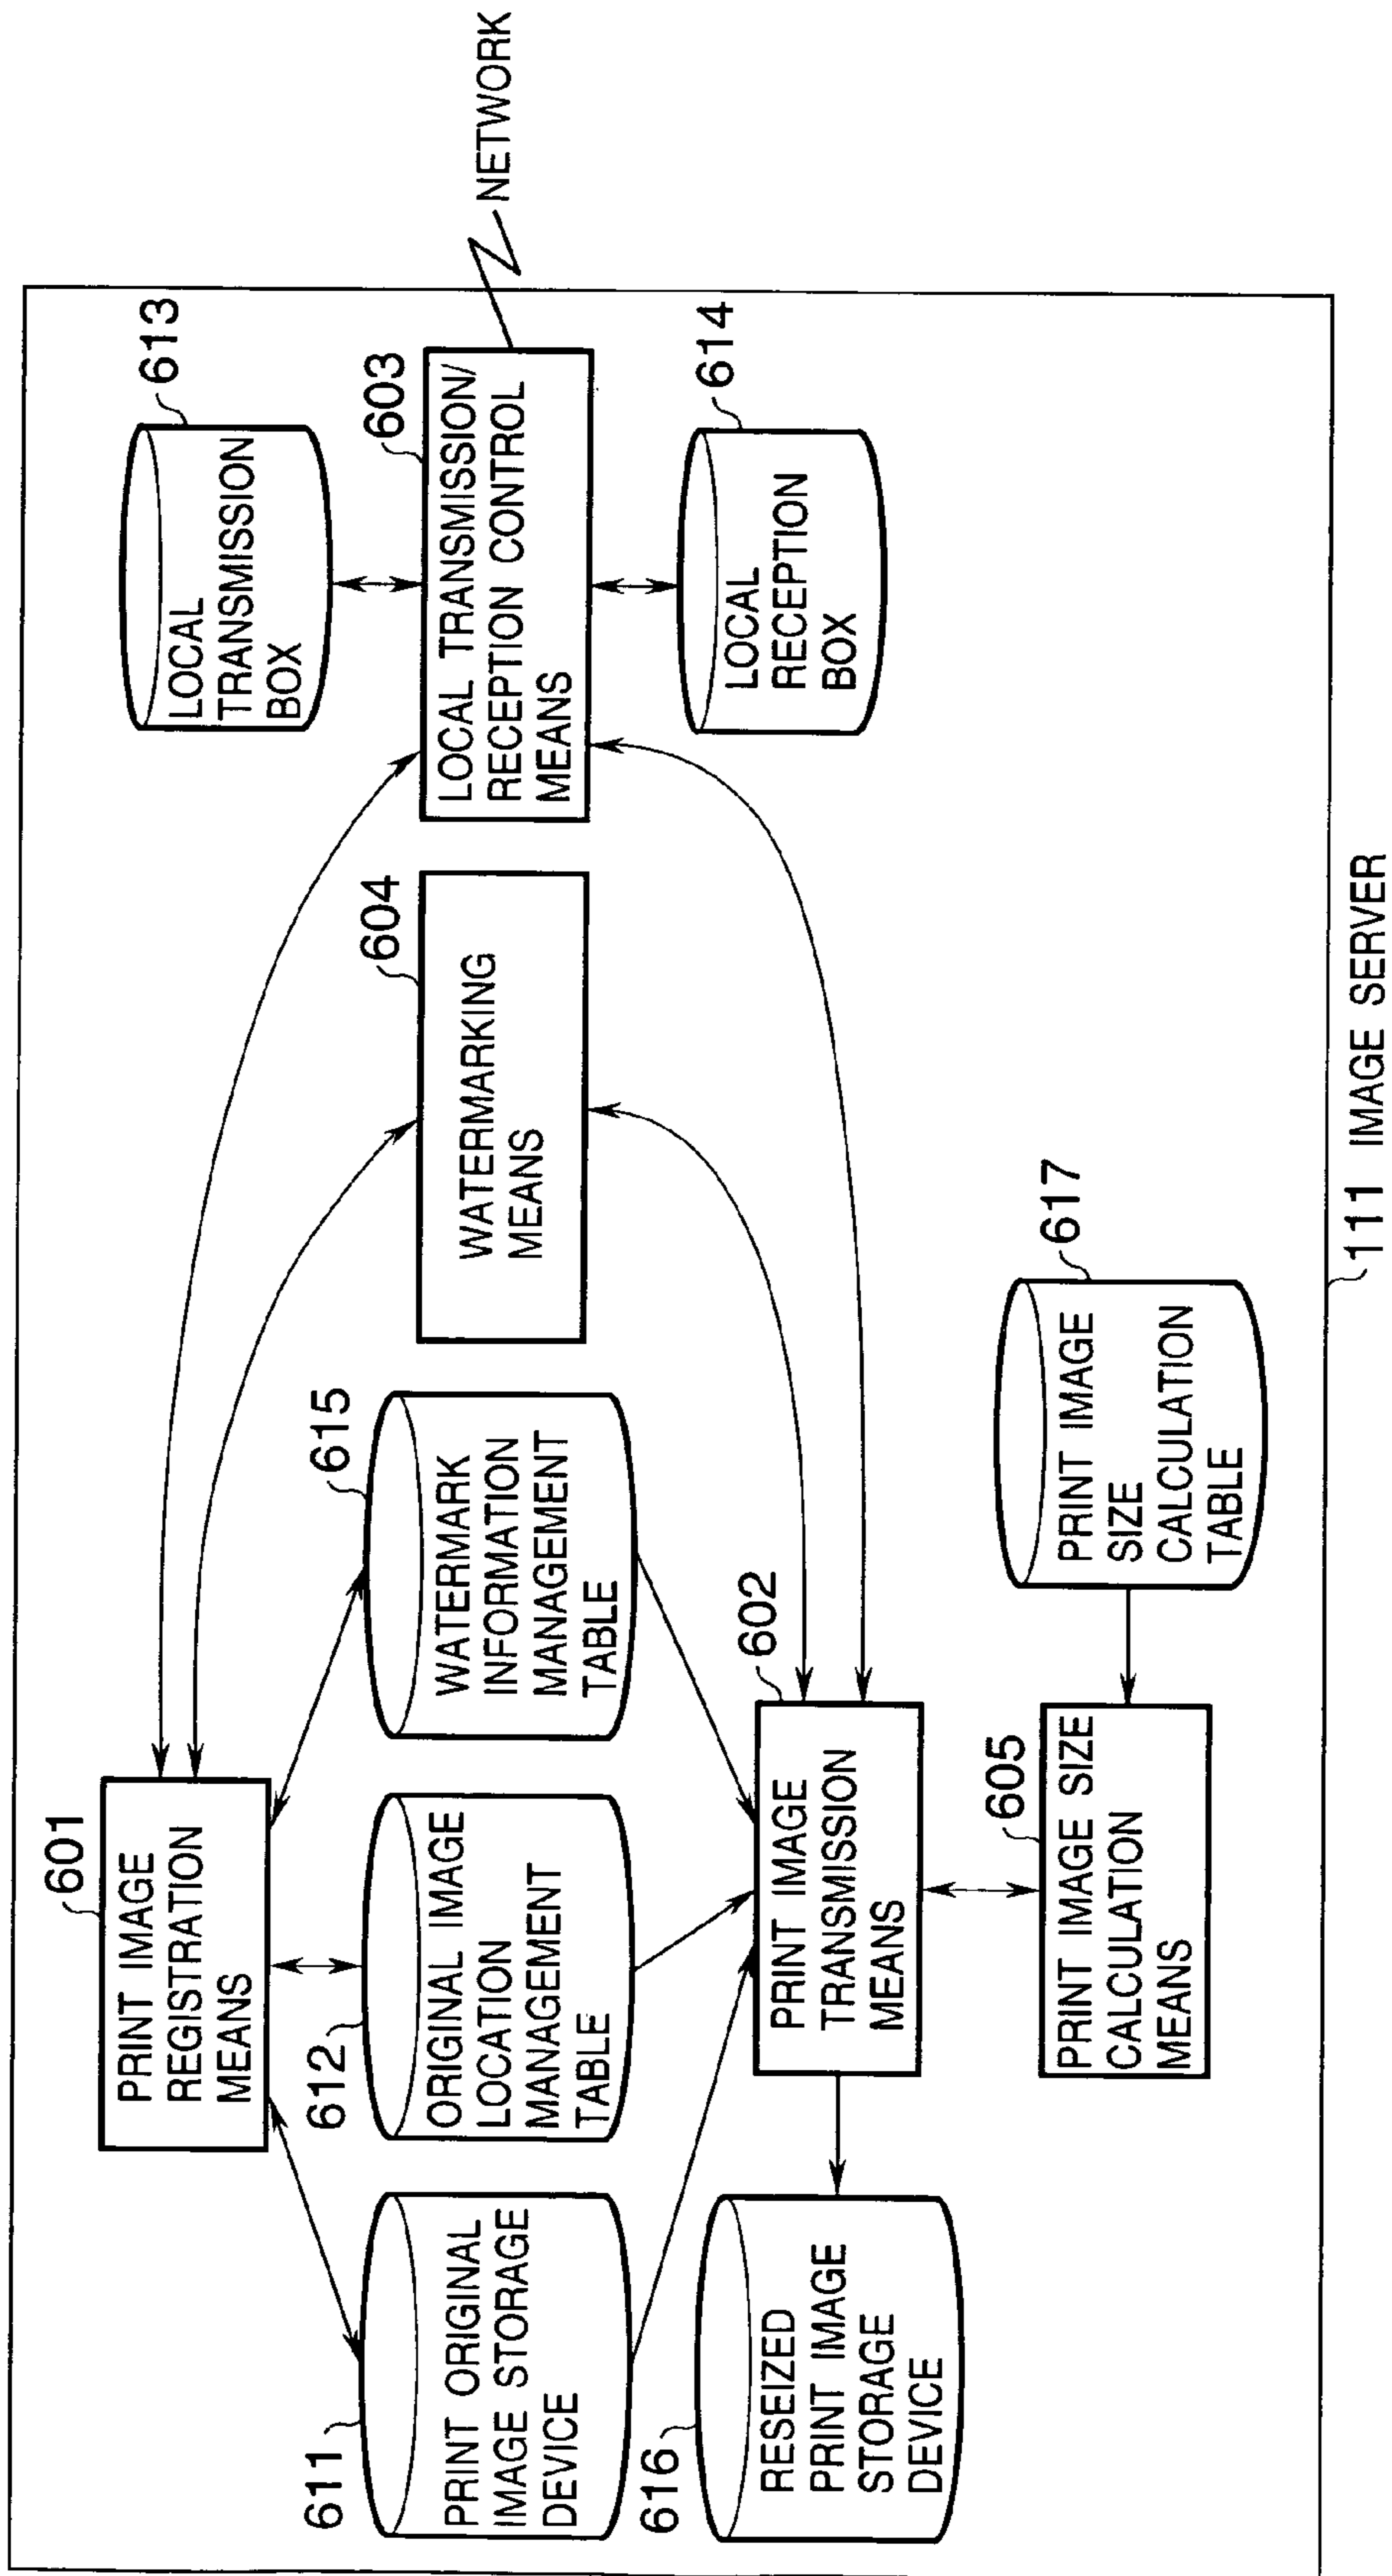 601
PRINT IMAGE
REGISTRATION
MEANS
611
PRINT ORIGINAL
IMAGE STORAGE
DEVICE
612
ORIGINAL IMAGE
LOCATION
MANAGEMENT
TABLE
615
WATERMARK
INFORMATION
MANAGEMENT
TABLE
604
WATERMARKING
MEANS
613
LOCAL
TRANSMISSION
BOX
603
LOCAL TRANSMISSION/
RECEPTION CONTROL
MEANS
NETWORK
614
LOCAL
RECEPTION
BOX
616
RESEIZED
PRINT IMAGE
STORAGE
DEVICE
602
PRINT IMAGE
TRANSMISSION
MEANS
605
PRINT IMAGE SIZE
CALCULATION
MEANS
617
PRINT IMAGE
SIZE
CALCULATION
TABLE
111 IMAGE SERVER